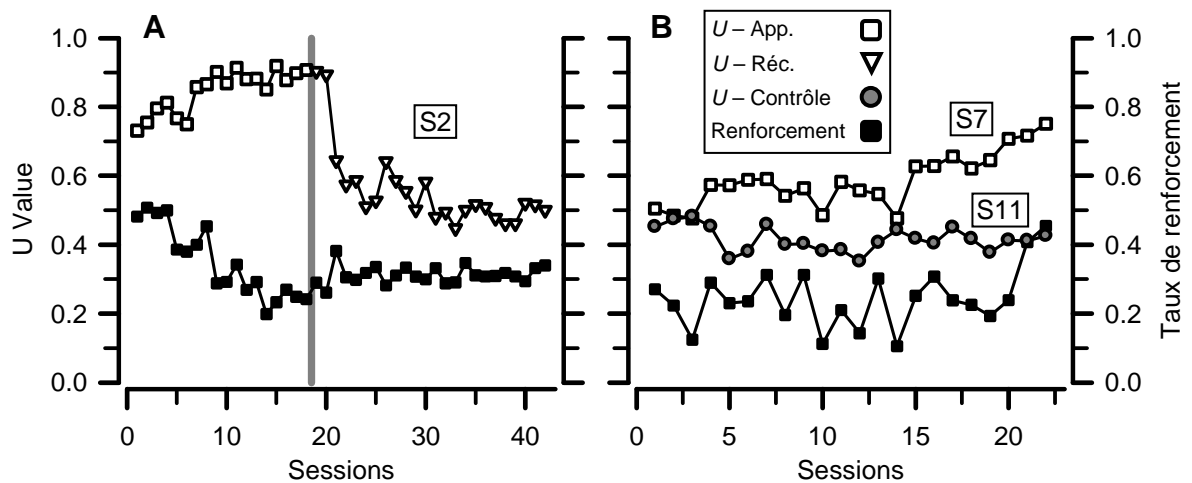 A
B
U – App.
U – Réc.
U – Contrôle
Renforcement
1.0
0.8
0.6
0.4
0.2
0.0
U Value
S2
0
10
20
30
40
Sessions
S7
S11
0
5
10
15
20
Sessions
1.0
0.8
0.6
0.4
0.2
0.0
Taux de renforcement